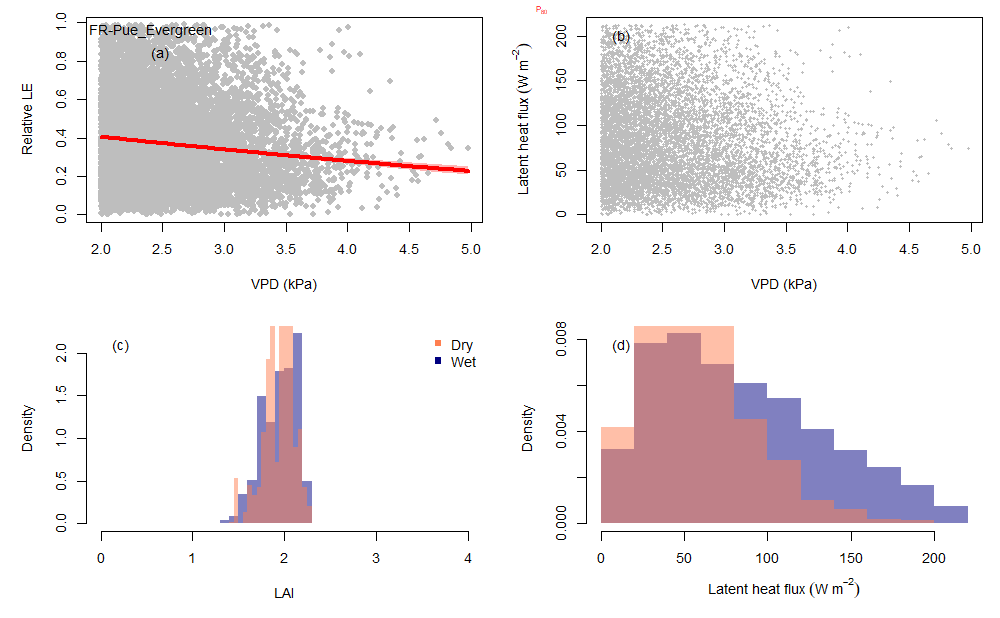 FR-Pue_Evergreen
(a)
Relative LE
0.0 0.2 0.4 0.6 0.8 1.0
2.0 2.5 3.0 3.5 4.0 4.5 5.0
VPD (kPa)
(b)
Latent heat flux (W m−2)
0 50 100 150 200
2.0 2.5 3.0 3.5 4.0 4.5 5.0
VPD (kPa)
(c)
Dry
Wet
Density
0.0 0.5 1.0 1.5 2.0
0 1 2 3 4
LAI
(d)
Density
0.000 0.004 0.008
0 50 100 150 200
Latent heat flux (W m−2)